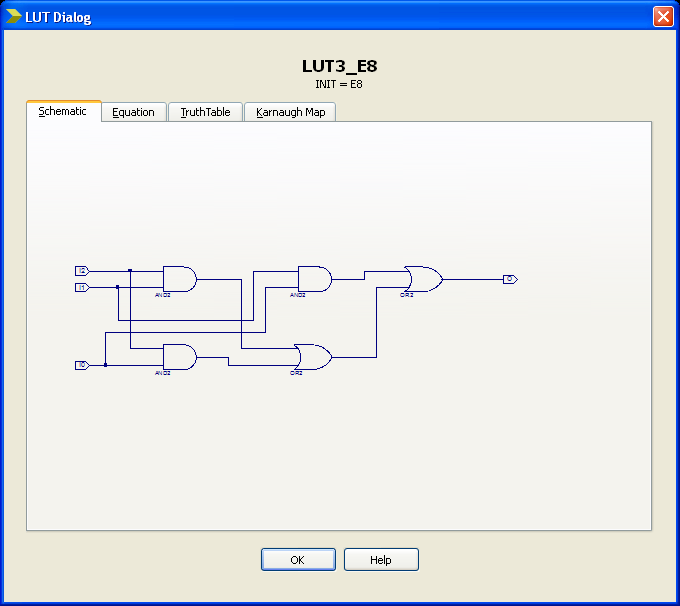 LUT Dialog
LUT3_E8
INIT = E8
Schematic
Equation
TruthTable
Karnaugh Map
I2
I1
AND2
AND2
OR2
O
I0
AND2
OR2
OK
Help